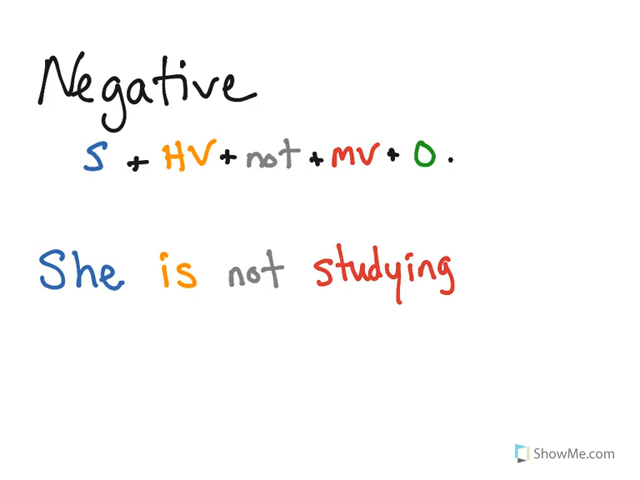 Negative
S + HV + not + MV + O .
She is not studying
ShowMe.com